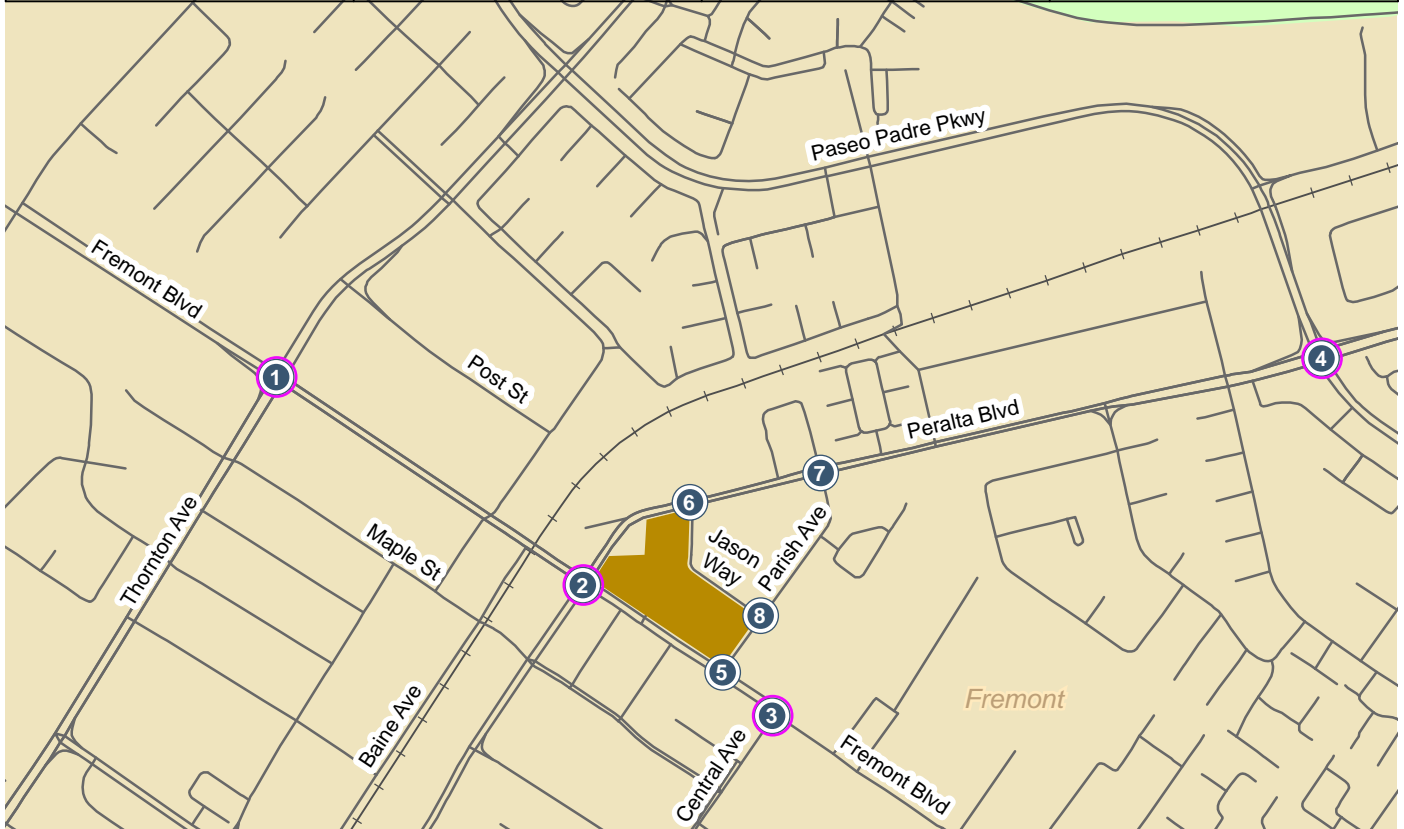 Paseo Padre Pkwy
Fremont Blvd
1
4
Post St
Peralta Blvd
7
6
Thornton Ave
Maple St
Jason
Way
Parish Ave
2
8
5
Fremont
3
Baine Ave
Central Ave
Fremont Blvd